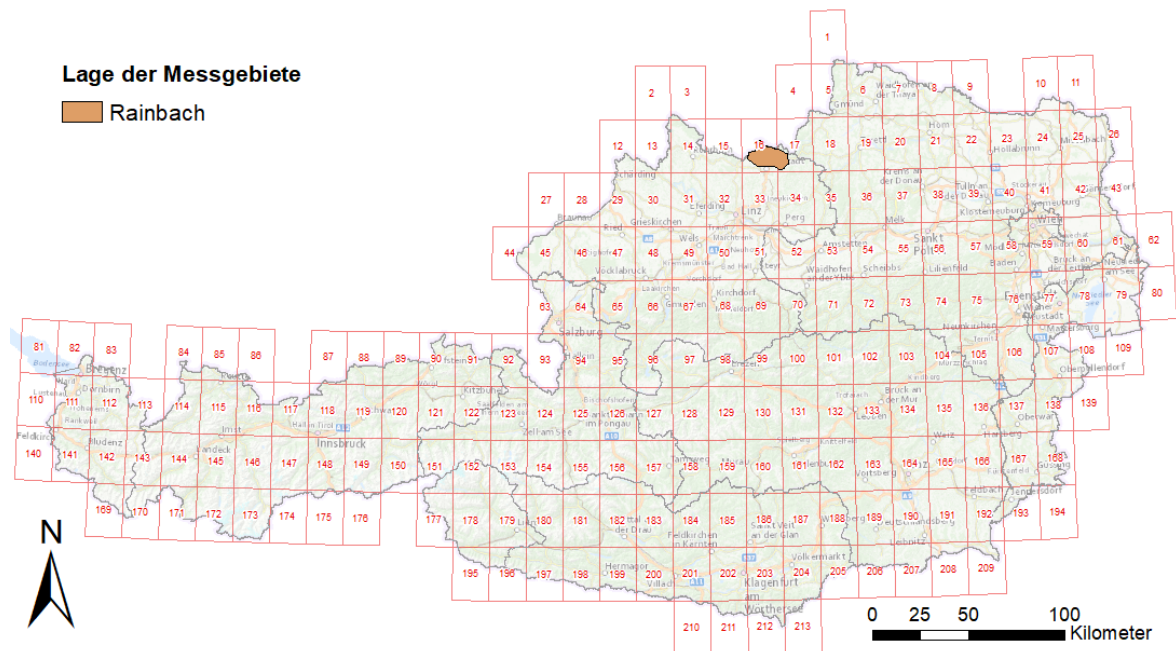 Lage der Messgebiete
Rainbach
1
2
3
4
5
6
7
8
9
10
11
Gmünd
Waidhofen
an der Thaya
12
13
14
15
16
17
18
19
20
21
22
23
24
25
26
Horn
Hollabrunn
Schärding
27
28
29
30
31
32
33
34
35
36
37
38
39
40
41
42
43
Braunau
Ried
Grieskirchen
Eferding
Linz
Perg
Krems an
der Donau
Tulln an
der Donau
Stockerau
Korneuburg
Klosterneuburg
Wien
44
45
46
47
48
49
50
51
52
53
54
55
56
57
58
59
60
61
62
Vöcklabruck
Wels
Steyr
Amstetten
Melk
Sankt
Pölten
Waidhofen
an der Ybbs
Scheibbs
Lilienfeld
Baden
Bruck an
der Leitha
Neusiedl
am See
63
64
65
66
67
68
69
70
71
72
73
74
75
76
77
78
79
80
Salzburg
Gmunden
Kirchdorf
Eisenstadt
Wiener
Neustadt
Neunkirchen
Mattersburg
81
82
83
84
85
86
87
88
89
90
91
92
93
94
95
96
97
98
99
100
101
102
103
104
105
106
107
108
109
Bodensee
Bregenz
Dornbirn
Kitzbühel
Hallein
Liezen
Mürzzuschlag
Oberpullendorf
110
111
112
113
114
115
116
117
118
119
120
121
122
123
124
125
126
127
128
129
130
131
132
133
134
135
136
137
138
139
Feldkirch
Bludenz
Imst
Landeck
Hall in Tirol
Innsbruck
Schwaz
Zell am See
Bischofshofen
Sankt Johann
im Pongau
Trofaiach
Leoben
Bruck an
der Mur
Weiz
Hartberg
Oberwart
140
141
142
143
144
145
146
147
148
149
150
151
152
153
154
155
156
157
158
159
160
161
162
163
164
165
166
167
168
Tamsweg
Murau
Knittelfeld
Voitsberg
Feldbach
Fürstenfeld
Güssing
Jennersdorf
169
170
171
172
173
174
175
176
177
178
179
180
181
182
183
184
185
186
187
188
189
190
191
192
193
194
Lienz
Spittal
an der Drau
Feldkirchen
in Kärnten
Sankt Veit
an der Glan
Wolfsberg
Deutschlandsberg
Leibnitz
195
196
197
198
199
200
201
202
203
204
205
206
207
208
209
Hermagor
Villach
Klagenfurt
am
Wörthersee
Völkermarkt
210
211
212
213
N
0 25 50 100
Kilometer